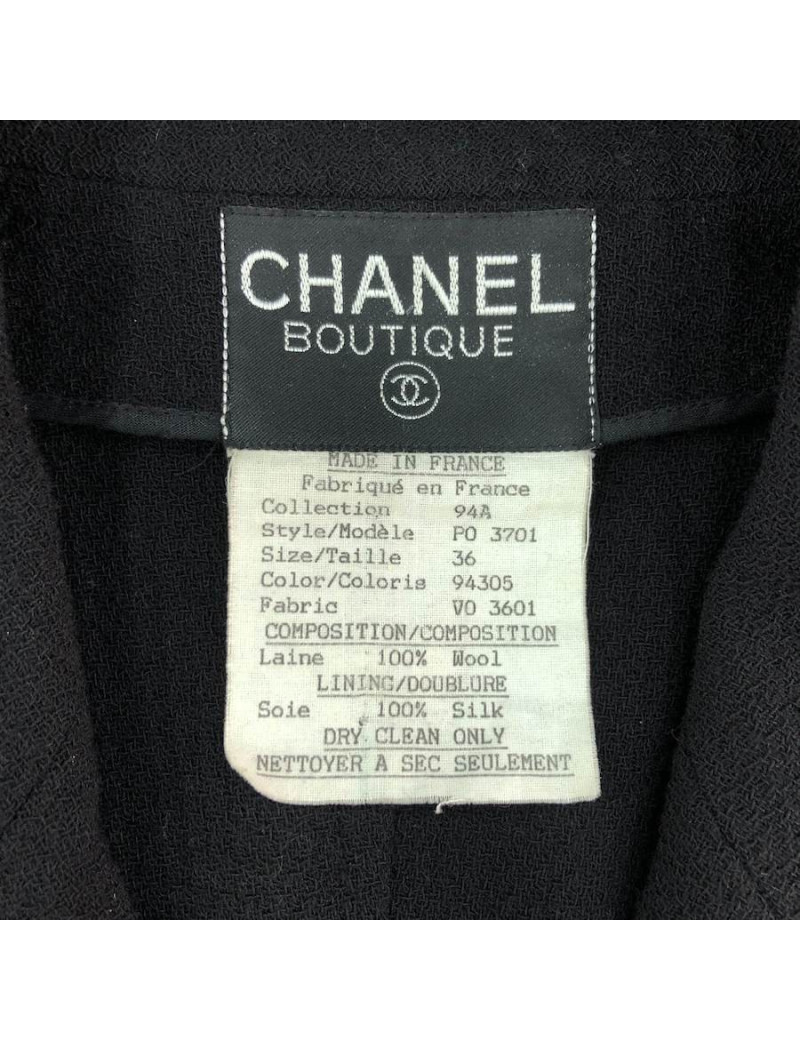 CHANEL
BOUTIQUE
MADE IN FRANCE
Fabriqué en France
Collection 94A
Style/Modèle PO 3701
Size/Taille 36
Color/Coloris 94305
Fabric VO 3601
COMPOSITION/COMPOSITION
Laine 100% Wool
LINING/DOUBLURE
Soie 100% Silk
DRY CLEAN ONLY
NETTOYER A SEC SEULEMENT